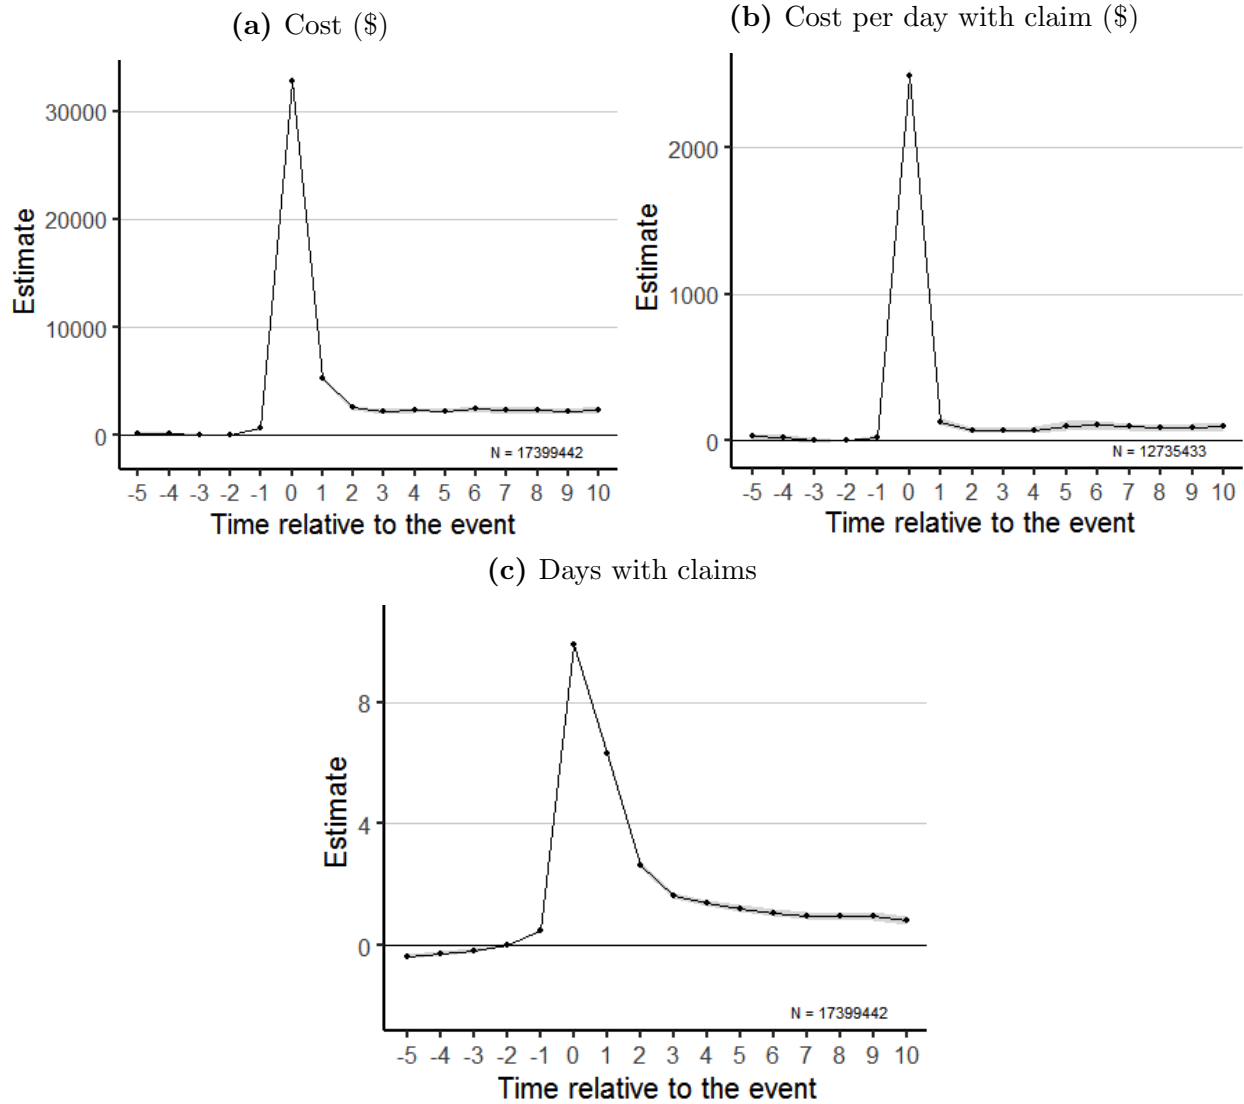 (a) Cost ($)
30000
20000
10000
0
Estimate
N = 17399442
-5 -4 -3 -2 -1 0 1 2 3 4 5 6 7 8 9 10
Time relative to the event
(b) Cost per day with claim ($)
2000
1000
0
Estimate
N = 12735433
-5 -4 -3 -2 -1 0 1 2 3 4 5 6 7 8 9 10
Time relative to the event
(c) Days with claims
8
4
0
Estimate
N = 17399442
-5 -4 -3 -2 -1 0 1 2 3 4 5 6 7 8 9 10
Time relative to the event